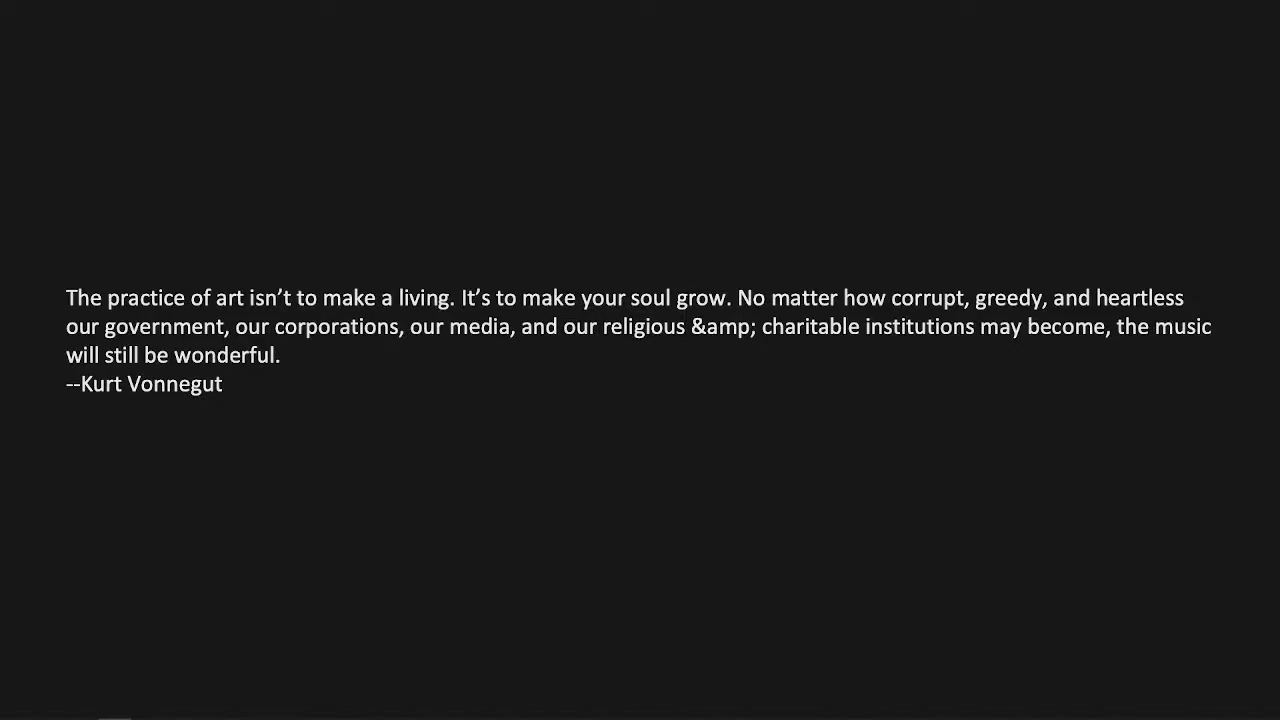 The practice of art isn’t to make a living. It’s to make your soul grow. No matter how corrupt, greedy, and heartless
our government, our corporations, our media, and our religious &amp; charitable institutions may become, the music
will still be wonderful.
--Kurt Vonnegut